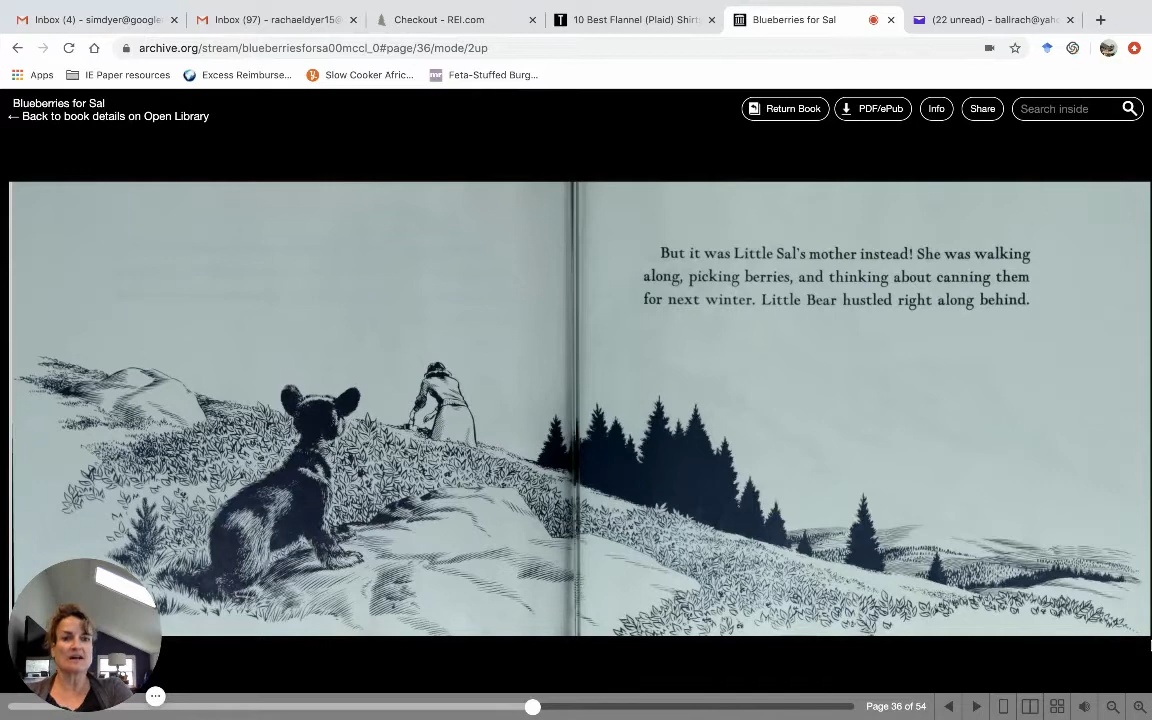 Inbox (4) - simdyer@google
Inbox (97) - rachaeldyer15@
Checkout - REI.com
10 Best Flannel (Plaid) Shirt
Blueberries for Sal
(22 unread) - ballrach@yah
archive.org/stream/blueberriesforsa00mccl_0#page/36/mode/2up
Apps
IE Paper resources
Excess Reimburse...
Slow Cooker Afric...
Feta-Stuffed Burg...
Blueberries for Sal
← Back to book details on Open Library
Return Book
PDF/ePub
Info
Share
Search inside
But it was Little Sal's mother instead! She was walking
along, picking berries, and thinking about canning them
for next winter. Little Bear hustled right along behind.
Page 36 of 54